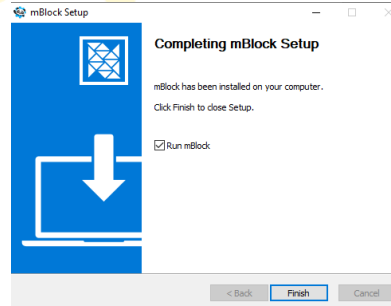 mBlock Setup
Completing mBlock Setup
mBlock has been installed on your computer.
Click Finish to close Setup.
Run mBlock
< Back Finish Cancel